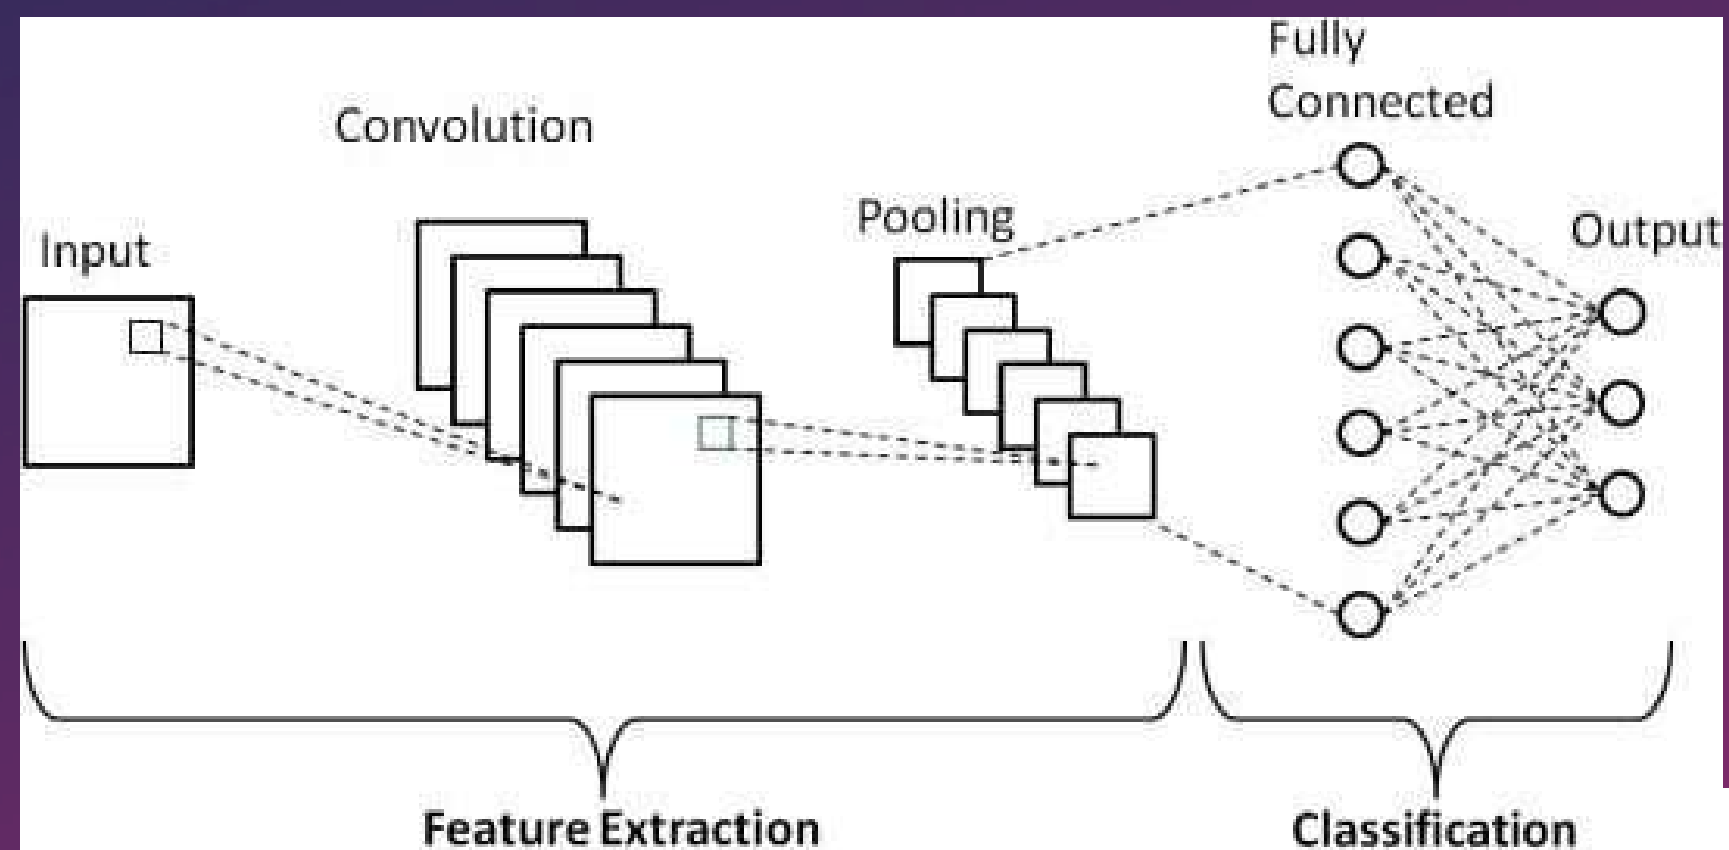 Fully
Connected
Convolution
Pooling
Output
Input
Feature Extraction
Classification